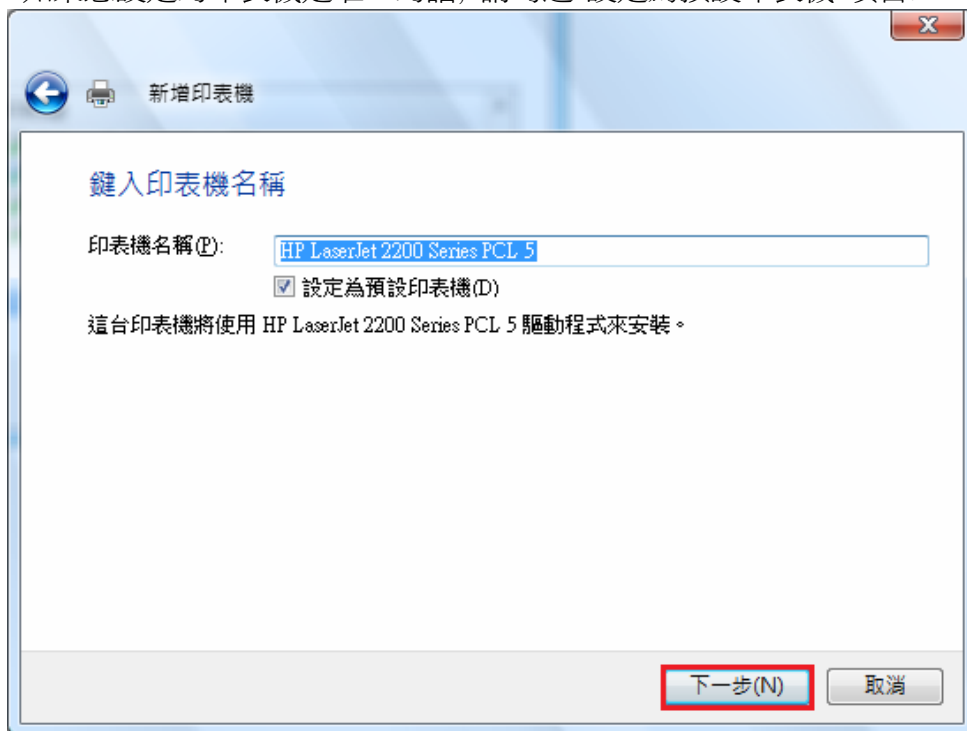 新增印表機
鍵入印表機名稱
印表機名稱(P):
HP LaserJet 2200 Series PCL 5
設定為預設印表機(D)
這台印表機將使用 HP LaserJet 2200 Series PCL 5 驅動程式來安裝。
下一步(N)
取消